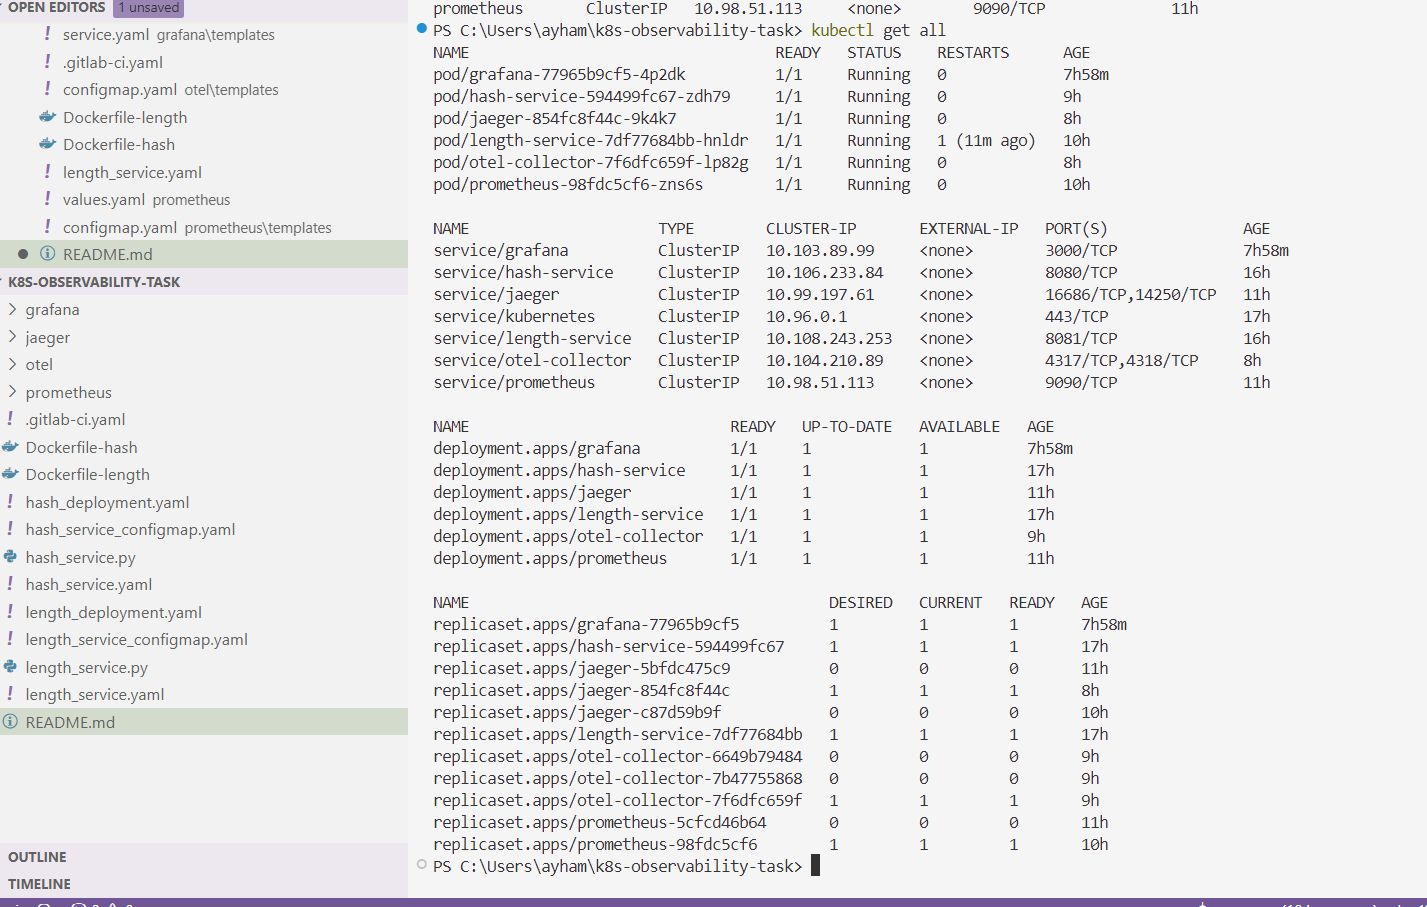 OPEN EDITORS 1 unsaved
! service.yaml grafana\templates
! .gitlab-ci.yaml
! configmap.yaml otel\templates
Dockerfile-length
Dockerfile-hash
! length_service.yaml
! values.yaml prometheus
! configmap.yaml prometheus\templates
README.md
K8S-OBSERVABILITY-TASK
> grafana
> jaeger
> otel
> prometheus
! .gitlab-ci.yaml
Dockerfile-hash
Dockerfile-length
! hash_deployment.yaml
! hash_service_configmap.yaml
hash_service.py
! hash_service.yaml
! length_deployment.yaml
! length_service_configmap.yaml
length_service.py
! length_service.yaml
README.md
OUTLINE
TIMELINE
prometheus ClusterIP 10.98.51.113 <none> 9090/TCP 11h
PS C:\Users\ayham\k8s-observability-task> kubectl get all
NAME READY STATUS RESTARTS AGE
pod/grafana-77965b9cf5-4p2dk 1/1 Running 0 7h58m
pod/hash-service-594499fc67-zdh79 1/1 Running 0 9h
pod/jaeger-854fc8f44c-9k4k7 1/1 Running 0 8h
pod/length-service-7df77684bb-hnldr 1/1 Running 1 (11m ago) 10h
pod/otel-collector-7f6dfc659f-lp82g 1/1 Running 0 8h
pod/prometheus-98fdc5cf6-zns6s 1/1 Running 0 10h
NAME TYPE CLUSTER-IP EXTERNAL-IP PORT(S) AGE
service/grafana ClusterIP 10.103.89.99 <none> 3000/TCP 7h58m
service/hash-service ClusterIP 10.106.233.84 <none> 8080/TCP 16h
service/jaeger ClusterIP 10.99.197.61 <none> 16686/TCP,14250/TCP 11h
service/kubernetes ClusterIP 10.96.0.1 <none> 443/TCP 17h
service/length-service ClusterIP 10.108.243.253 <none> 8081/TCP 16h
service/otel-collector ClusterIP 10.104.210.89 <none> 4317/TCP,4318/TCP 8h
service/prometheus ClusterIP 10.98.51.113 <none> 9090/TCP 11h
NAME READY UP-TO-DATE AVAILABLE AGE
deployment.apps/grafana 1/1 1 1 7h58m
deployment.apps/hash-service 1/1 1 1 17h
deployment.apps/jaeger 1/1 1 1 11h
deployment.apps/length-service 1/1 1 1 17h
deployment.apps/otel-collector 1/1 1 1 9h
deployment.apps/prometheus 1/1 1 1 11h
NAME DESIRED CURRENT READY AGE
replicaset.apps/grafana-77965b9cf5 1 1 1 7h58m
replicaset.apps/hash-service-594499fc67 1 1 1 17h
replicaset.apps/jaeger-5bfdc475c9 0 0 0 11h
replicaset.apps/jaeger-854fc8f44c 1 1 1 8h
replicaset.apps/jaeger-c87d59b9f 0 0 0 10h
replicaset.apps/length-service-7df77684bb 1 1 1 17h
replicaset.apps/otel-collector-6649b79484 0 0 0 9h
replicaset.apps/otel-collector-7b47755868 0 0 0 9h
replicaset.apps/otel-collector-7f6dfc659f 1 1 1 9h
replicaset.apps/prometheus-5cfcd46b64 0 0 0 11h
replicaset.apps/prometheus-98fdc5cf6 1 1 1 10h
PS C:\Users\ayham\k8s-observability-task>